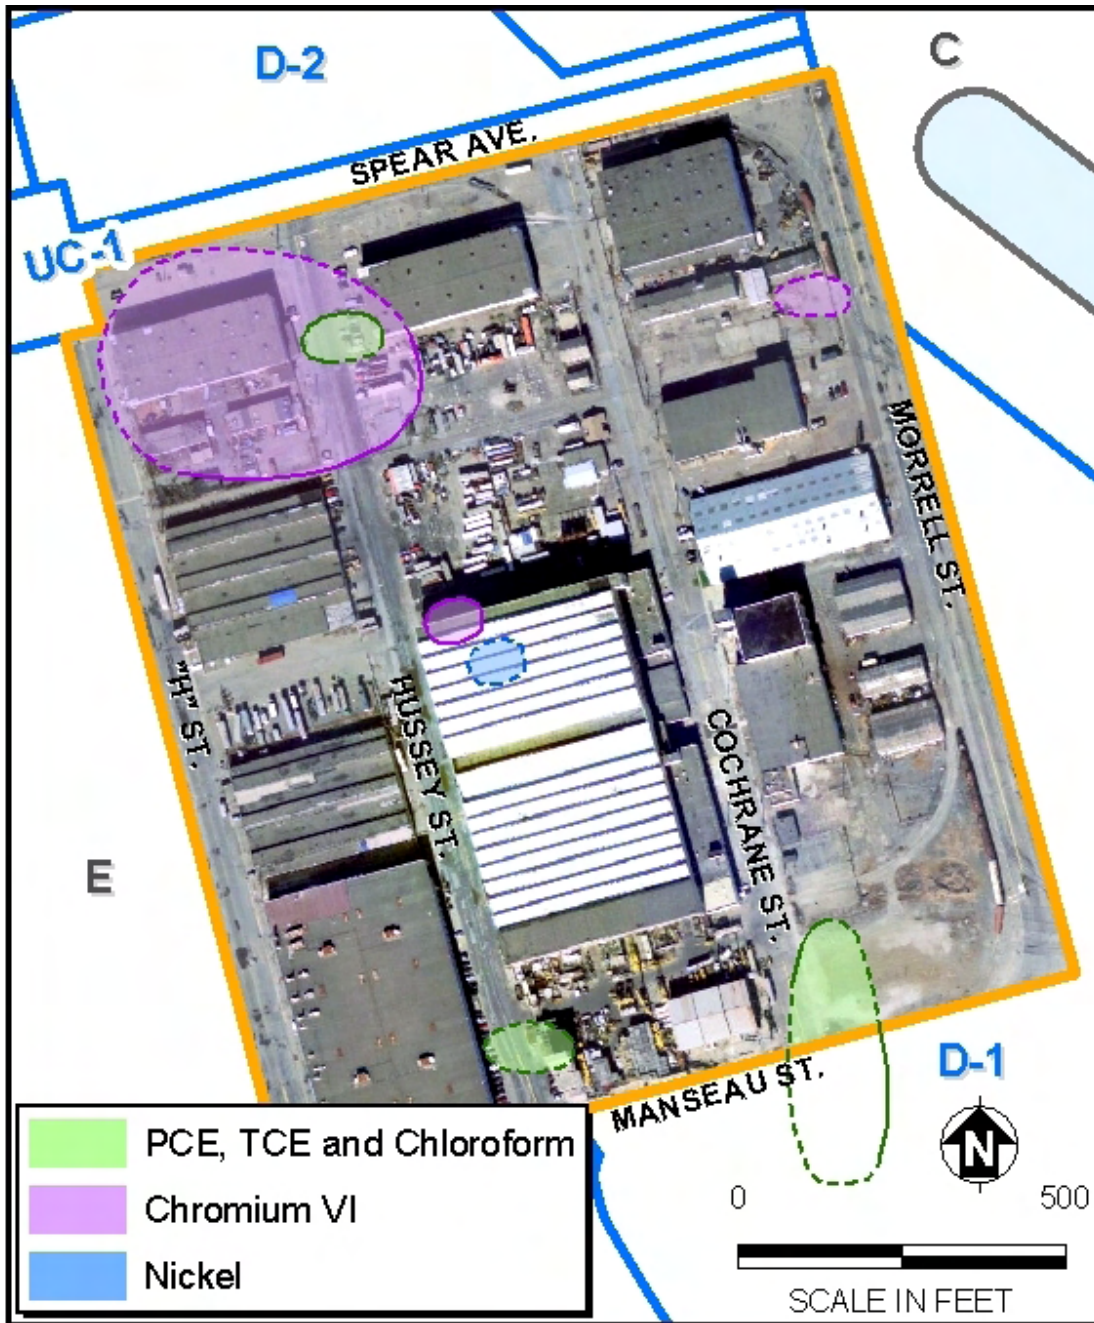 D-2
C
SPEAR AVE.
UC-1
MORRELL ST.
"H" ST.
HUSSEY ST.
COCHRANE ST.
E
D-1
MANSEAU ST.
PCE, TCE and Chloroform
Chromium VI
Nickel
N
0 500
SCALE IN FEET